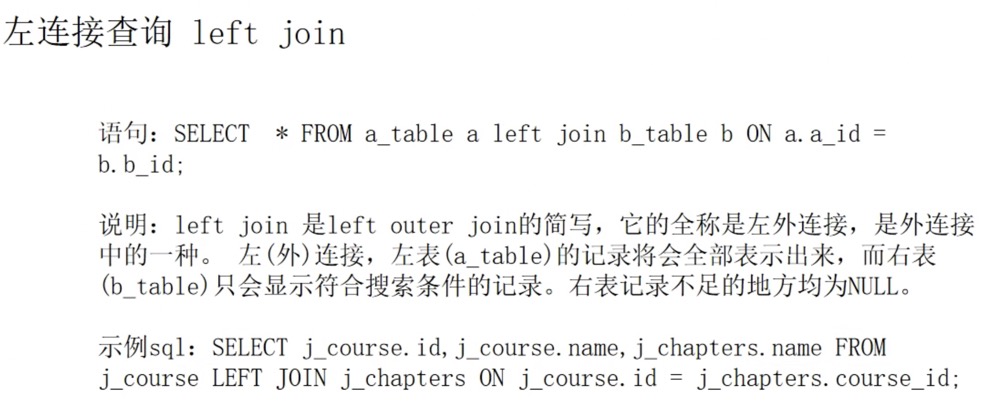 左连接查询 left join
语句：SELECT * FROM a_table a left join b_table b ON a.a_id =
b.b_id;
说明：left join 是left outer join的简写，它的全称是左外连接，是外连接
中的一种。 左(外)连接，左表(a_table)的记录将会全部表示出来，而右表
(b_table)只会显示符合搜索条件的记录。右表记录不足的地方均为NULL。
示例sql：SELECT j_course.id,j_course.name,j_chapters.name FROM
j_course LEFT JOIN j_chapters ON j_course.id = j_chapters.course_id;